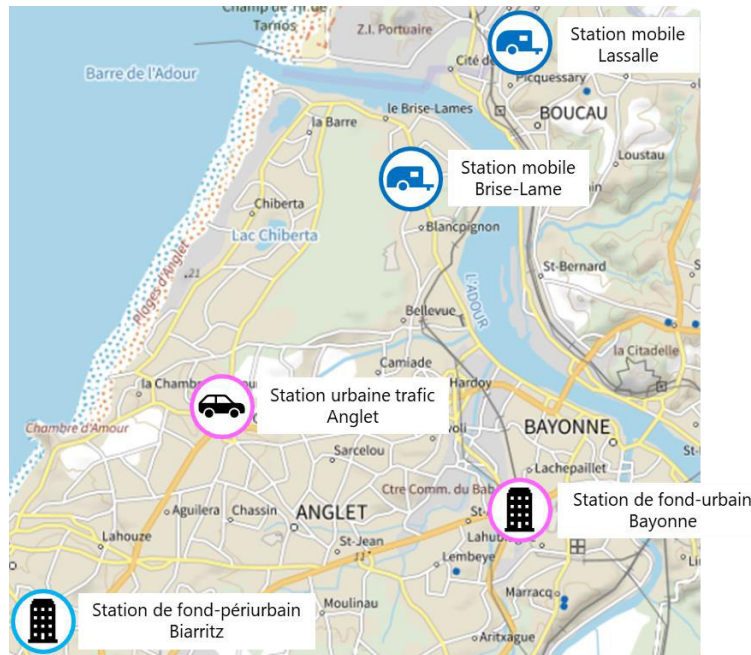 Champ de Tir de
Tarnos
Z.I. Portuaire
Station mobile
Lassalle
Barre de l'Adour
Cité de
Picquessary
le Brise-Lames
BOUCAU
la Barre
Loustau
Station mobile
Brise-Lame
Chiberta
Blancpignon
Lac Chiberta
St-Bernard
21
Plages d'Anglet
L'ADOUR
Bellevue
la Citadelle
Camiade
la Chambre
Hardoy
Station urbaine trafic
Anglet
Chambre d'Amour
BAYONNE
Sarcelou
Lachepaillet
Ctre Comm. du Bab
Station de fond-urbain
Bayonne
Aguilera
Chassin
ANGLET
St-Jean
11
Lahouze
Lembeye
Marracq
Station de fond-périurbain
Biarritz
Moulinau
Aritxague